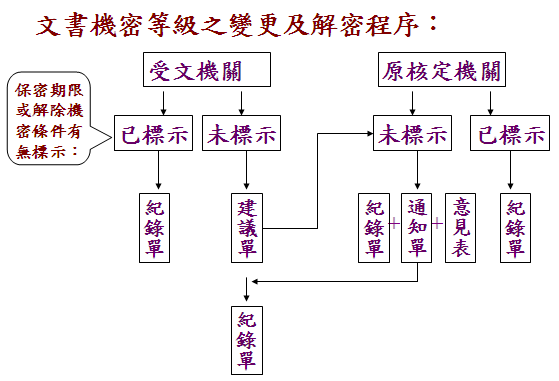 文書機密等級之變更及解密程序：
受文機關
原核定機關
保密期限
或解除機
密條件有
無標示：
已標示
未標示
未標示
已標示
紀錄單
建議單
紀錄單
+
通知單
+
意見表
紀錄單
紀錄單